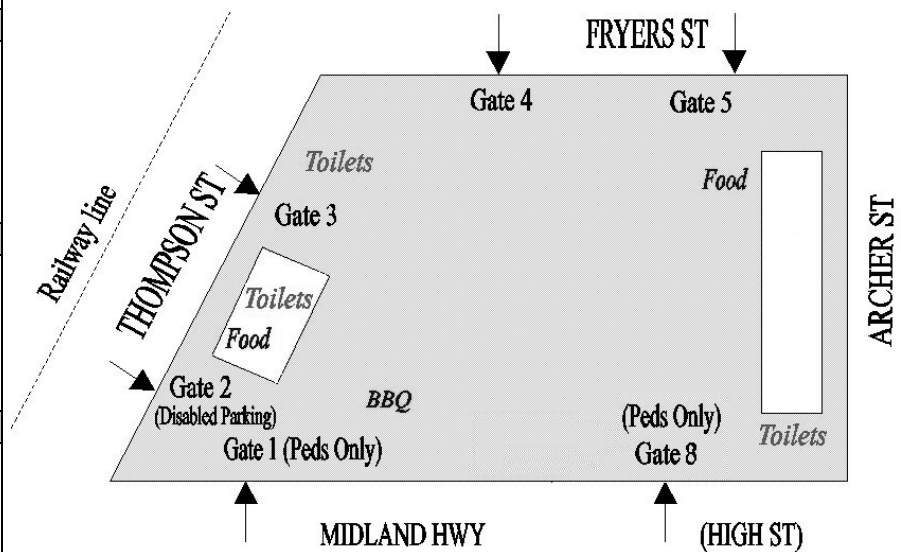 FRYERS ST
Gate 4
Gate 5
Toilets
Food
Gate 3
THOMPSON ST
Railway line
ARCHER ST
Toilets
Food
Gate 2
(Disabled Parking)
BBQ
Gate 1 (Peds Only)
(Peds Only)
Gate 8
Toilets
MIDLAND HWY
(HIGH ST)